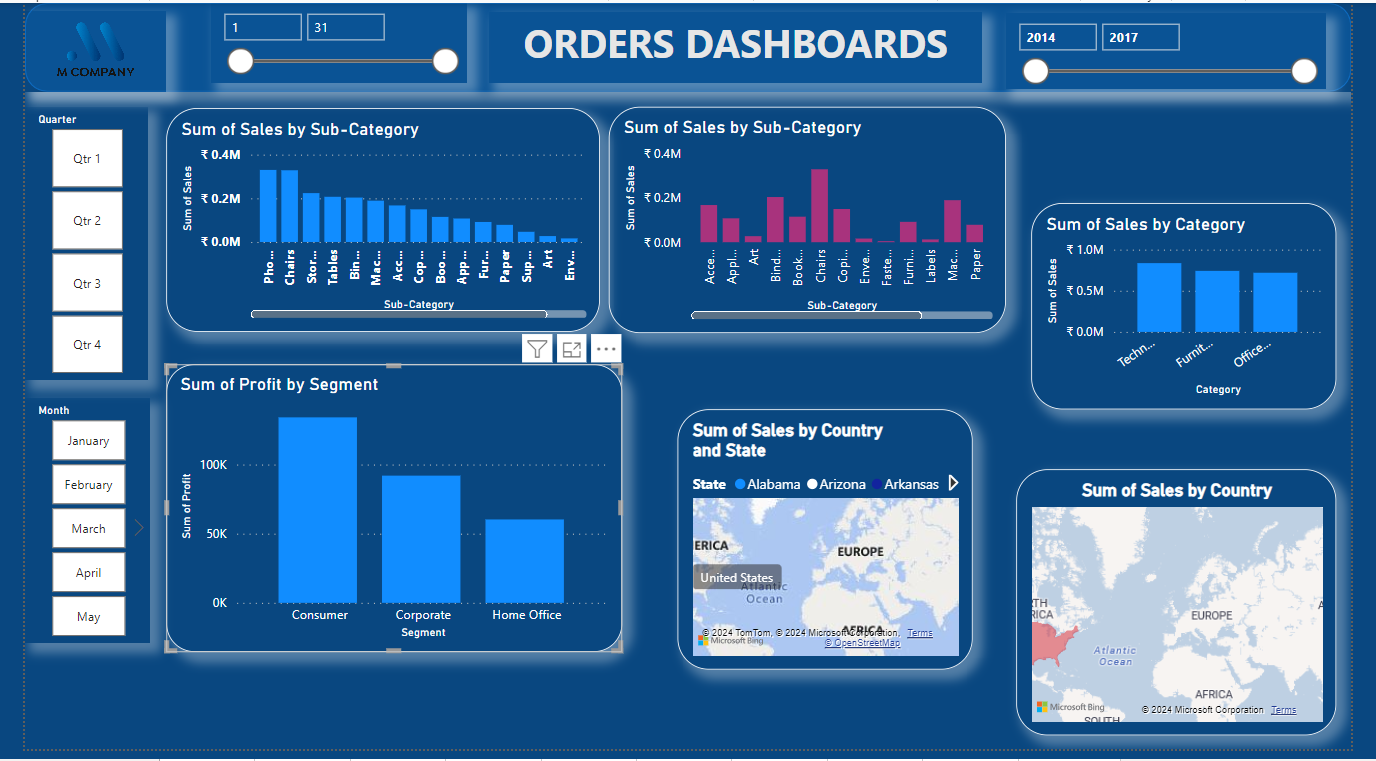 M COMPANY
1
31
ORDERS DASHBOARDS
2014
2017
Quarter
Qtr 1
Qtr 2
Qtr 3
Qtr 4
Month
January
February
March
April
May
Sum of Sales by Sub-Category
Sum of Sales
₹ 0.4M
₹ 0.2M
₹ 0.0M
Pho...
Chairs
Stor...
Tables
Bin...
Mac...
Acc...
Cop...
Boo...
App...
Fur...
Paper
Sup...
Art
Env...
Sub-Category
Sum of Sales by Sub-Category
Sum of Sales
₹ 0.4M
₹ 0.2M
₹ 0.0M
Acce...
Appl...
Art
Bind...
Book...
Chairs
Copi...
Enve...
Faste...
Furni...
Labels
Mac...
Paper
Sub-Category
Sum of Sales by Category
Sum of Sales
₹ 1.0M
₹ 0.5M
₹ 0.0M
Techn...
Furnit...
Office...
Category
Sum of Profit by Segment
Sum of Profit
100K
50K
0K
Consumer
Corporate
Home Office
Segment
Sum of Sales by Country
and State
State Alabama Arizona Arkansas
ERICA
EUROPE
United States
Atlantic
Ocean
AFRICA
© 2024 TomTom, © 2024 Microsoft Corporation, Terms
Microsoft Bing
© OpenStreetMap
Sum of Sales by Country
TH
RICA
EUROPE
A
Atlantic
Ocean
AFRICA
Microsoft Bing
© 2024 Microsoft Corporation Terms
SOUTH